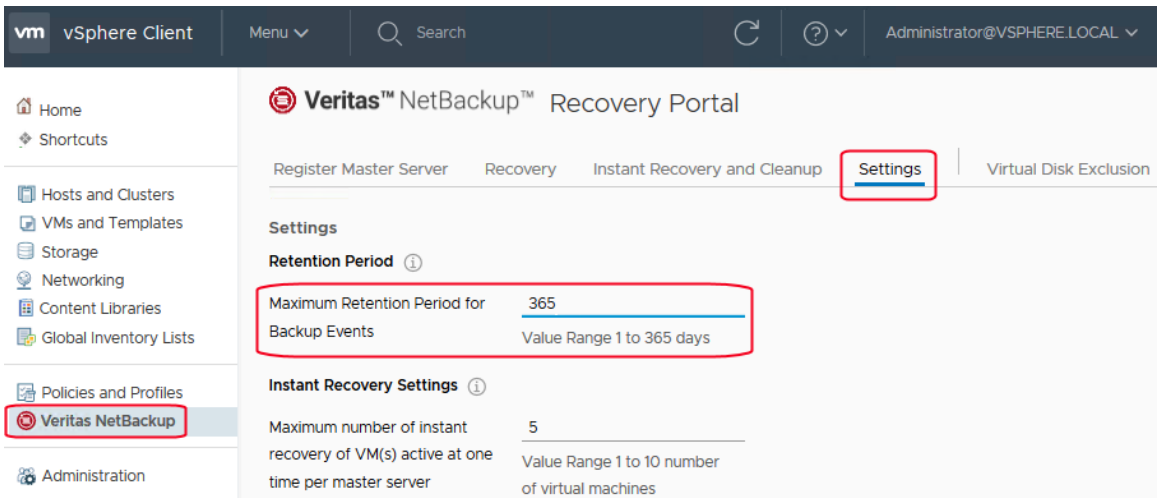 vm vSphere Client Menu Search Administrator@VSPHERE.LOCAL
Home
Shortcuts
Hosts and Clusters
VMs and Templates
Storage
Networking
Content Libraries
Global Inventory Lists
Policies and Profiles
Veritas NetBackup
Administration
Veritas™ NetBackup™ Recovery Portal
Register Master Server Recovery Instant Recovery and Cleanup Settings Virtual Disk Exclusion
Settings
Retention Period
Maximum Retention Period for 365
Backup Events Value Range 1 to 365 days
Instant Recovery Settings
Maximum number of instant 5
recovery of VM(s) active at one Value Range 1 to 10 number
time per master server of virtual machines